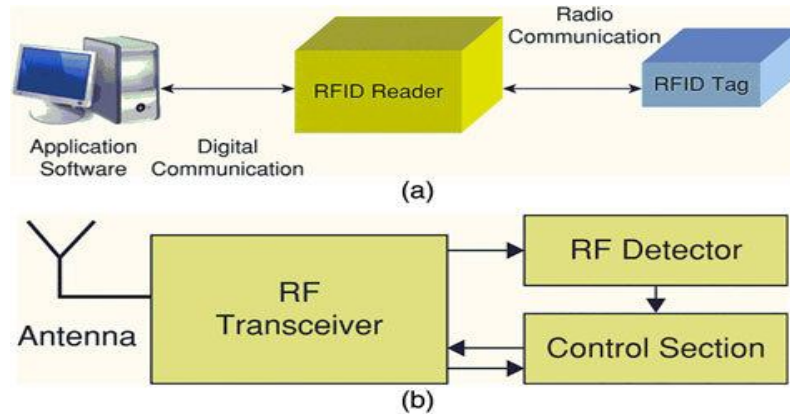 Radio
Communication
RFID Reader
RFID Tag
Application
Software
Digital
Communication
(a)
RF Detector
RF
Transceiver
Antenna
Control Section
(b)